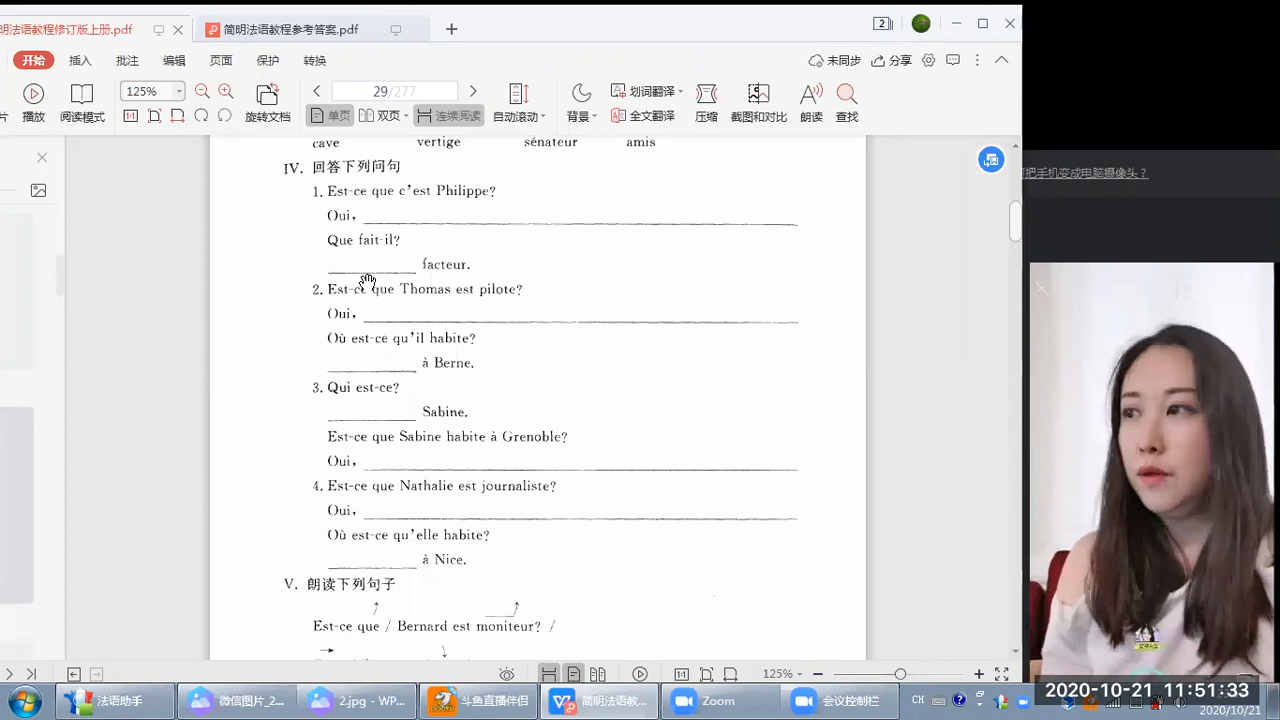 明法语教程修订版上册.pdf
简明法语教程参考答案.pdf
2
开始 插入 批注 编辑 页面 保护 转换
未同步 分享
125%
29/277
划词翻译
片 播放 阅读模式 旋转文档 单页 双页 连续阅读 自动滚动 背景 全文翻译 压缩 截图和对比 朗读 查找
cave vertige sénateur amis
IV. 回答下列问句
1. Est-ce que c'est Philippe?
Oui,
Que fait-il?
facteur.
2. Est-ce que Thomas est pilote?
Oui,
Où est-ce qu'il habite?
à Berne.
3. Qui est-ce?
Sabine.
Est-ce que Sabine habite à Grenoble?
Oui,
4. Est-ce que Nathalie est journaliste?
Oui,
Où est-ce qu'elle habite?
à Nice.
V. 朗读下列句子
Est-ce que / Bernard est moniteur? /
把手机变成电脑摄像头?
125%
法语助手 微信图片_2... 2.jpg - WP... 斗鱼直播伴侣 简明法语教... Zoom 会议控制栏 CH
2020-10-21 11:51:33
2020/10/21